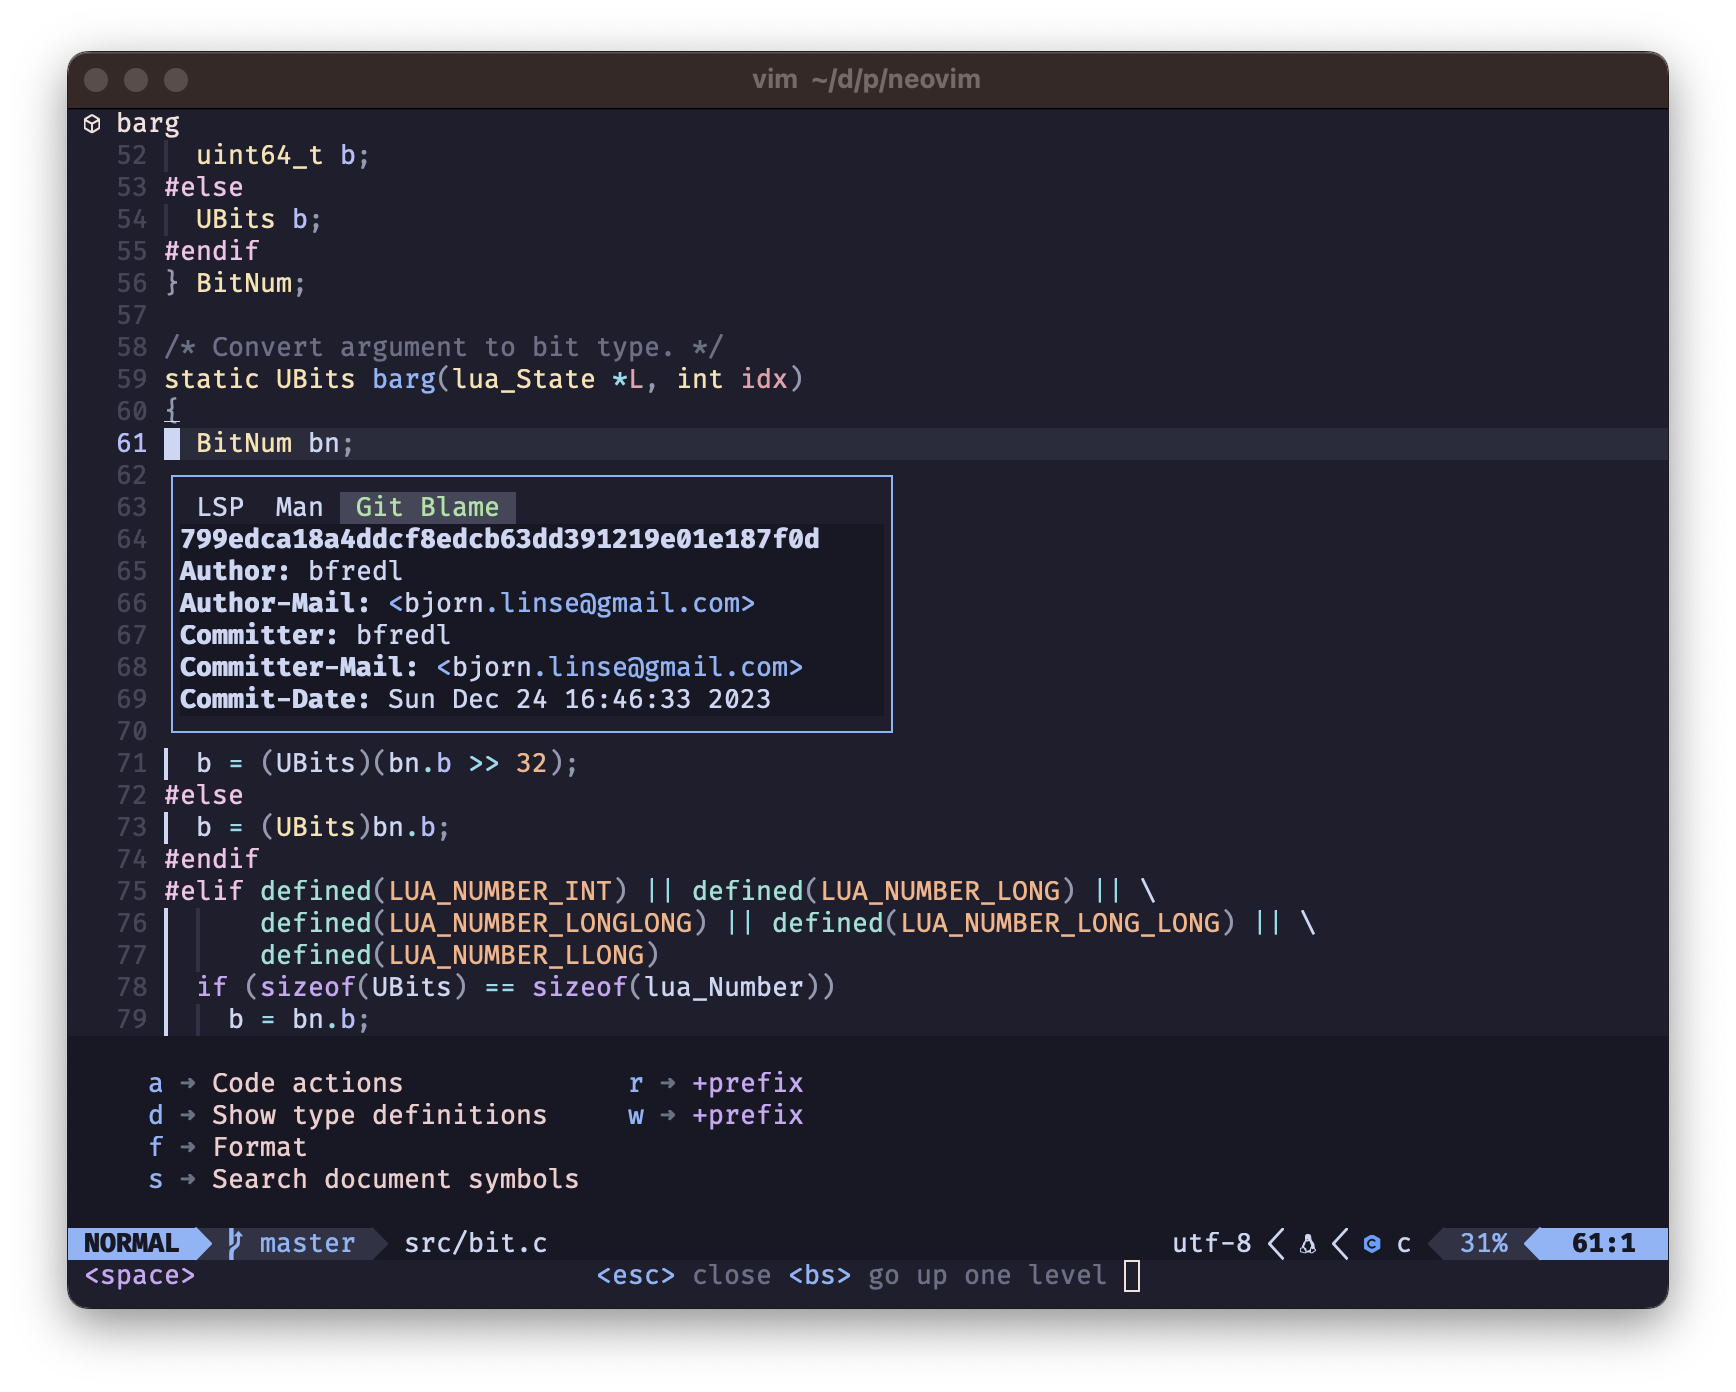 vim ~/d/p/neovim
barg
52 uint64_t b;
53 #else
54 UBits b;
55 #endif
56 } BitNum;
57
58 /* Convert argument to bit type. */
59 static UBits barg(lua_State *L, int idx)
60 {
61 BitNum bn;
62
63 LSP Man Git Blame
64 799edca18a4ddcf8edcb63dd391219e01e187f0d
65 Author: bfredl
66 Author-Mail: <bjorn.linse@gmail.com>
67 Committer: bfredl
68 Committer-Mail: <bjorn.linse@gmail.com>
69 Commit-Date: Sun Dec 24 16:46:33 2023
70
71 b = (UBits)(bn.b >> 32);
72 #else
73 b = (UBits)bn.b;
74 #endif
75 #elif defined(LUA_NUMBER_INT) || defined(LUA_NUMBER_LONG) || \
76 defined(LUA_NUMBER_LONGLONG) || defined(LUA_NUMBER_LONG_LONG) || \
77 defined(LUA_NUMBER_LLONG)
78 if (sizeof(UBits) == sizeof(lua_Number))
79 b = bn.b;
a ➜ Code actions r ➜ +prefix
d ➜ Show type definitions w ➜ +prefix
f ➜ Format
s ➜ Search document symbols
NORMAL master src/bit.c utf-8 c 31% 61:1
<space> <esc> close <bs> go up one level